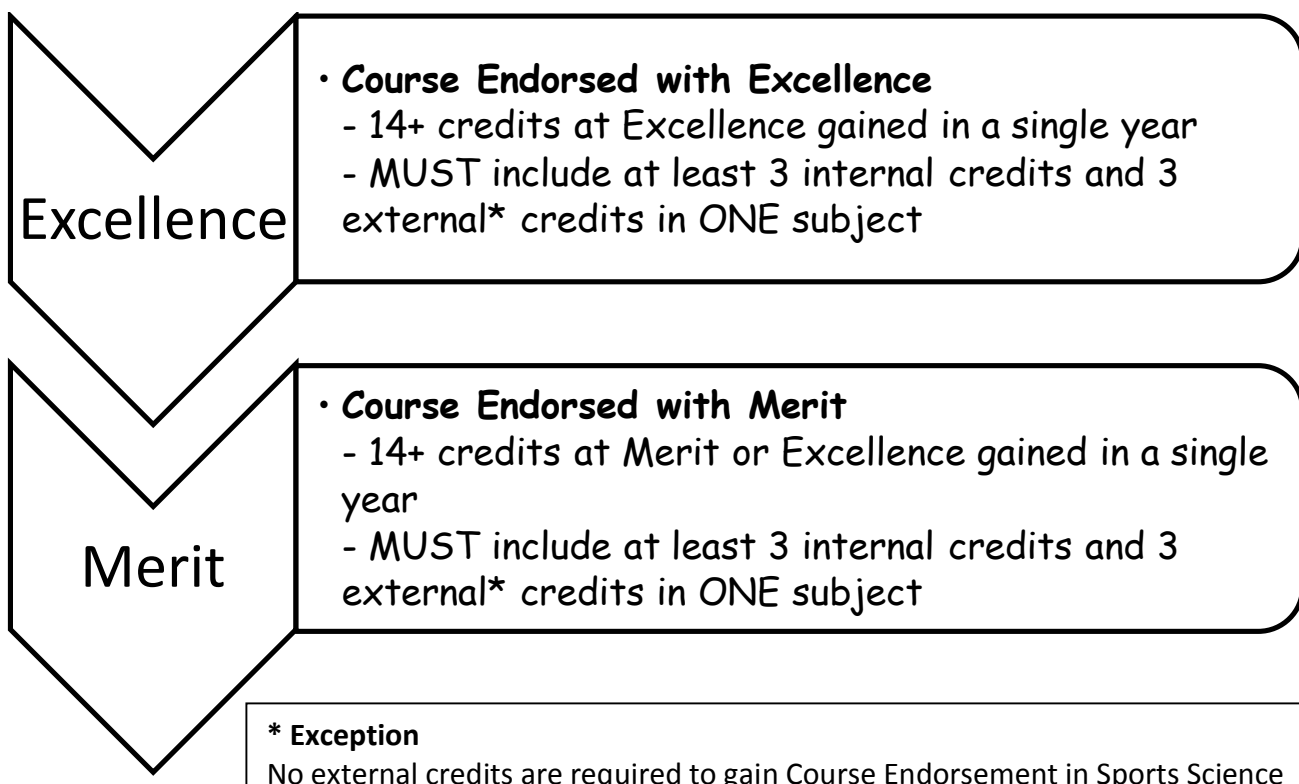 Excellence
• Course Endorsed with Excellence
- 14+ credits at Excellence gained in a single year
- MUST include at least 3 internal credits and 3
external* credits in ONE subject
Merit
• Course Endorsed with Merit
- 14+ credits at Merit or Excellence gained in a single
year
- MUST include at least 3 internal credits and 3
external* credits in ONE subject
* Exception
No external credits are required to gain Course Endorsement in Sports Science